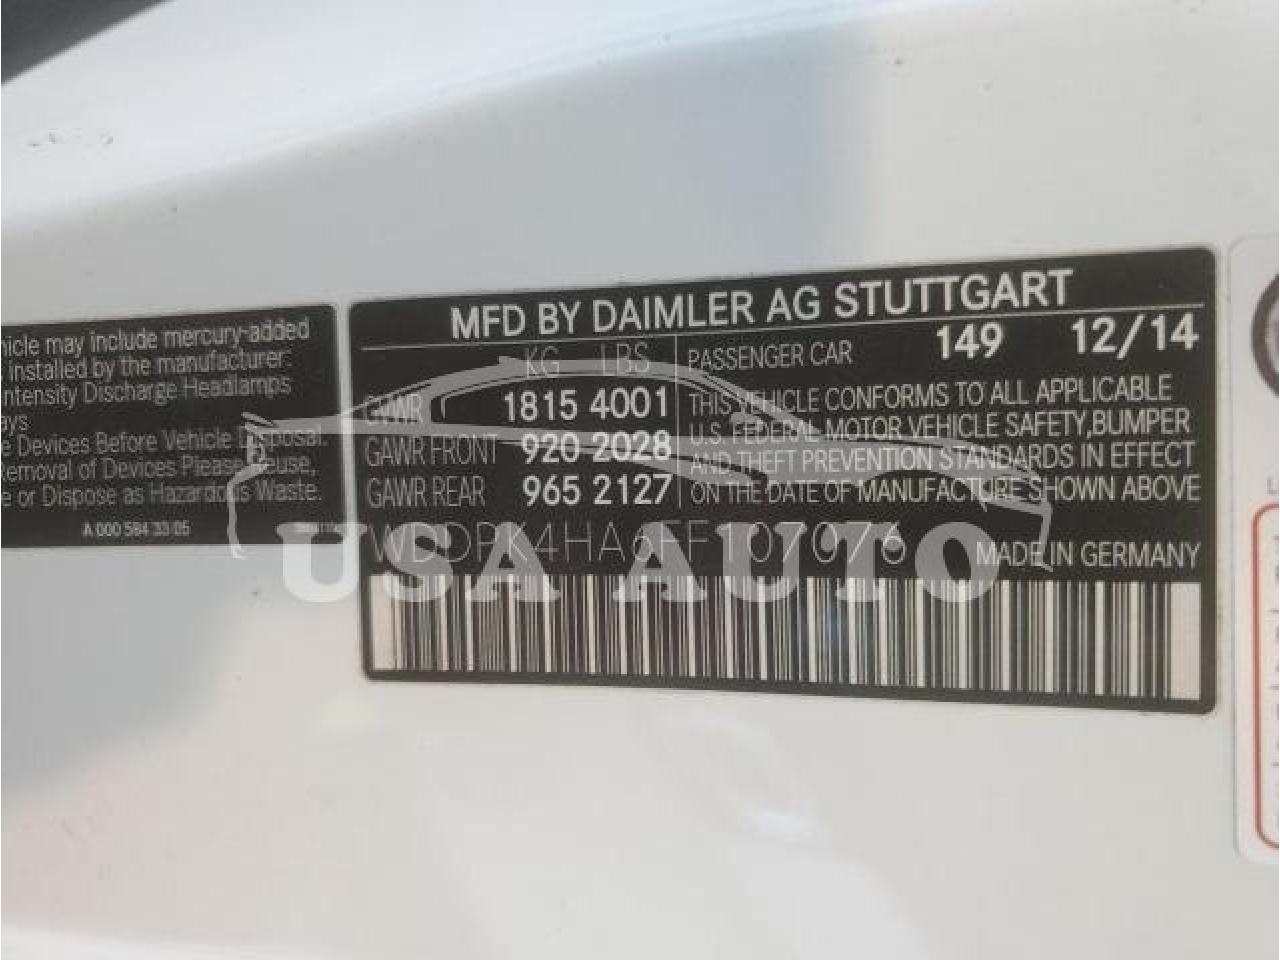 hicle may include mercury-added
installed by the manufacturer:
ntensity Discharge Headlamps
ays
e Devices Before Vehicle Disposal.
Removal of Devices Please Reuse,
e or Dispose as Hazardous Waste.
A 000 584 33 05
MFD BY DAIMLER AG STUTTGART
KG LBS PASSENGER CAR 149 12/14
GVWR 1815 4001
GAWR FRONT 920 2028
GAWR REAR 965 2127
THIS VEHICLE CONFORMS TO ALL APPLICABLE
U.S. FEDERAL MOTOR VEHICLE SAFETY, BUMPER
AND THEFT PREVENTION STANDARDS IN EFFECT
ON THE DATE OF MANUFACTURE SHOWN ABOVE
WDDPK4HA6FF107076 MADE IN GERMANY
USA AUTO